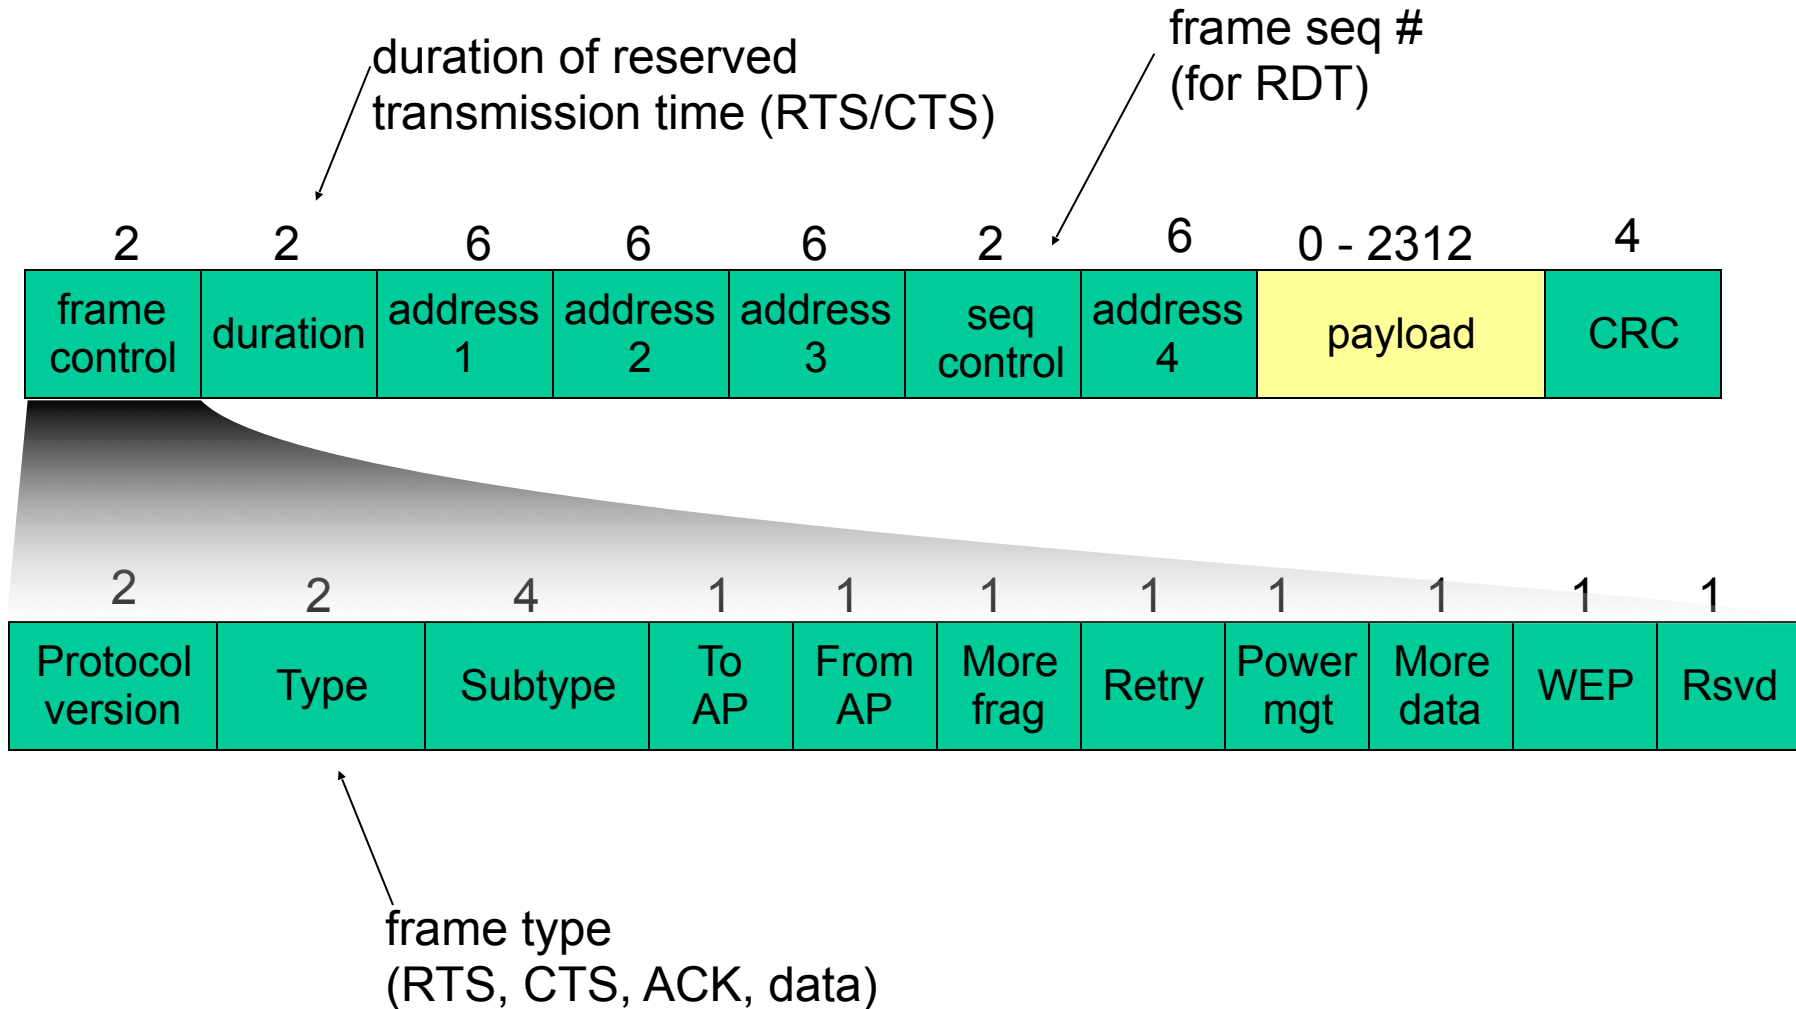 duration of reserved
transmission time (RTS/CTS)
frame seq #
(for RDT)
2 2 6 6 6 2 6 0 - 2312 4
frame
control
duration
address
1
address
2
address
3
seq
control
address
4
payload
CRC
2 2 4 1 1 1 1 1 1 1 1
Protocol
version
Type
Subtype
To
AP
From
AP
More
frag
Retry
Power
mgt
More
data
WEP
Rsvd
frame type
(RTS, CTS, ACK, data)